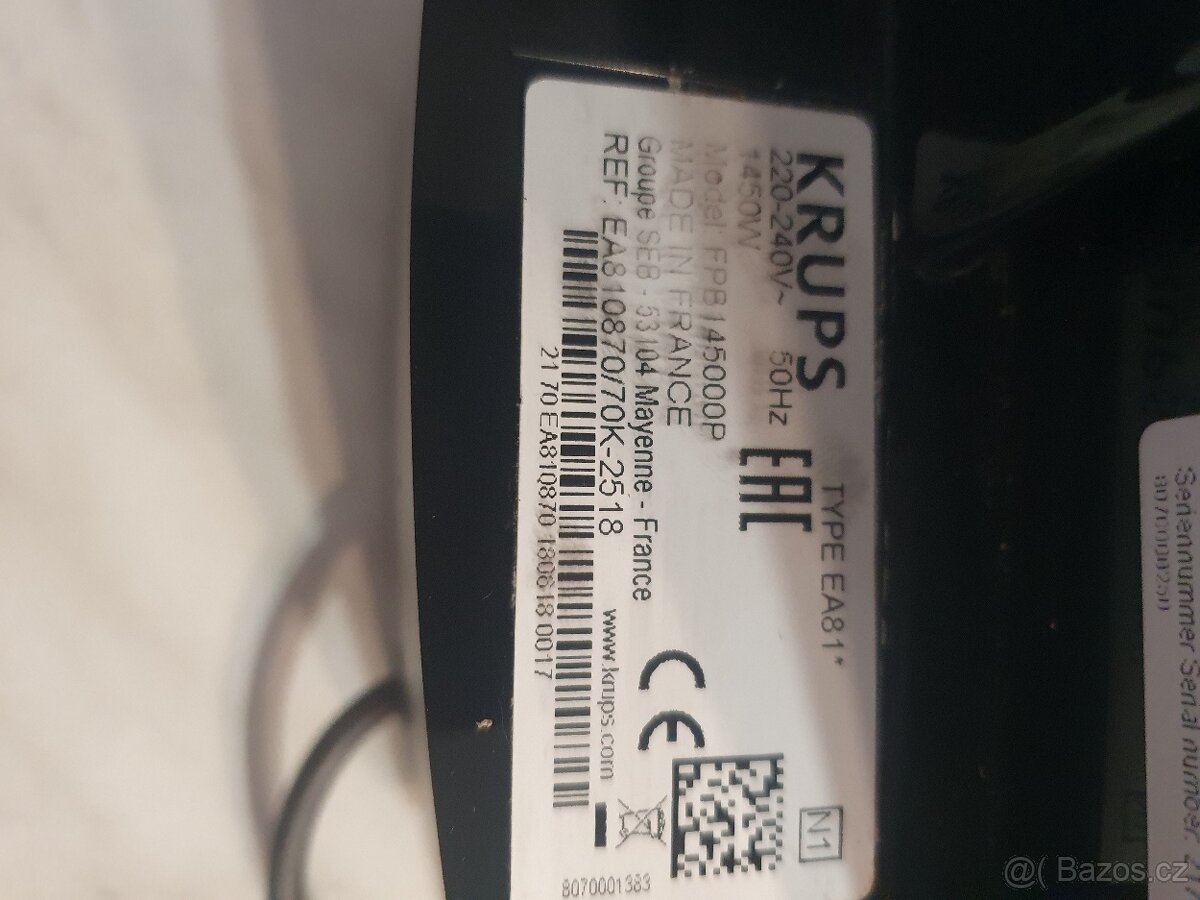 KRUPS TYPE EA81*
220-240V~ 50Hz
1450W
EAC
N1
Model: FPB145000P
MADE IN FRANCE
Groupe SEB - 53104 Mayenne - France
REF: EA810870/70K-2518 www.krups.com
21 70 EA810870 180618 0017
8070001383
Seriennummer Serial number:
8070000250
@( Bazos.cz